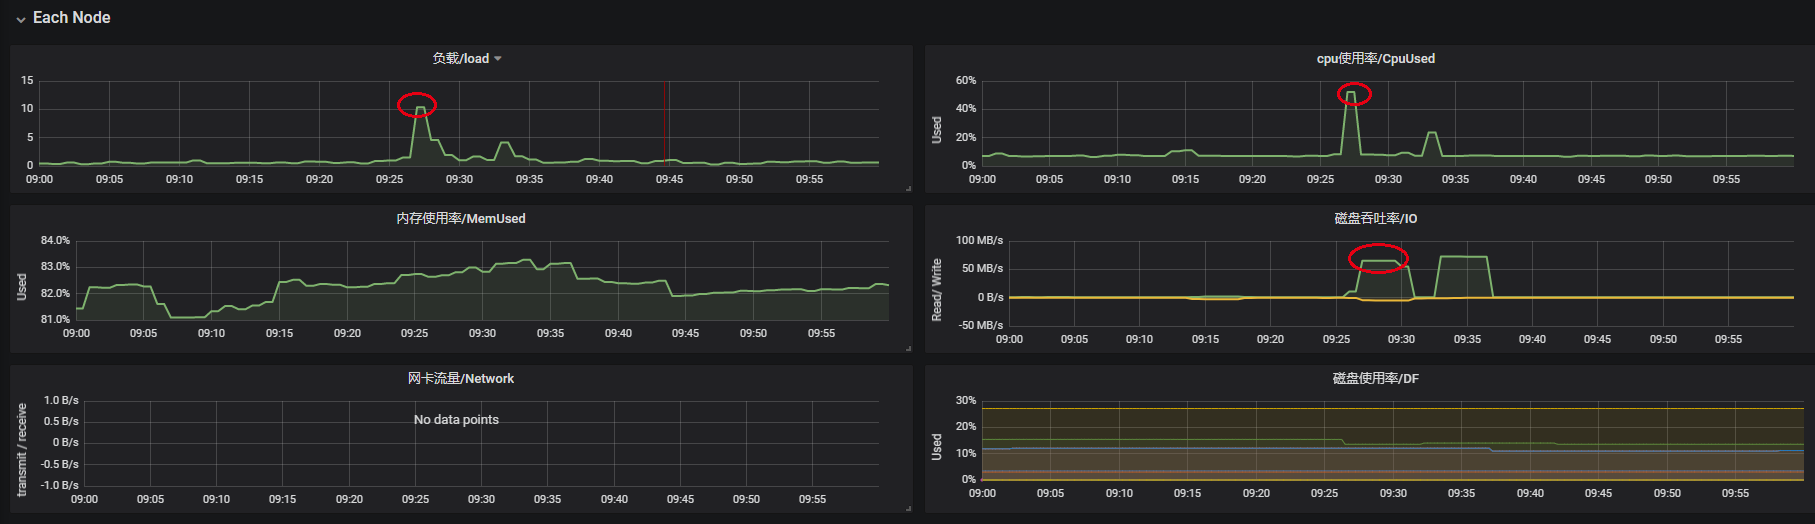 Each Node
负载/load
15
10
5
0
09:00 09:05 09:10 09:15 09:20 09:25 09:30 09:35 09:40 09:45 09:50 09:55
cpu使用率/CpuUsed
Used
60%
40%
20%
0%
09:00 09:05 09:10 09:15 09:20 09:25 09:30 09:35 09:40 09:45 09:50 09:55
内存使用率/MemUsed
Used
84.0%
83.0%
82.0%
81.0%
09:00 09:05 09:10 09:15 09:20 09:25 09:30 09:35 09:40 09:45 09:50 09:55
磁盘吞吐率/IO
Read/ Write
100 MB/s
50 MB/s
0 B/s
-50 MB/s
09:00 09:05 09:10 09:15 09:20 09:25 09:30 09:35 09:40 09:45 09:50 09:55
网卡流量/Network
transmit / receive
1.0 B/s
0.5 B/s
0 B/s
-0.5 B/s
-1.0 B/s
No data points
09:00 09:05 09:10 09:15 09:20 09:25 09:30 09:35 09:40 09:45 09:50 09:55
磁盘使用率/DF
Used
30%
20%
10%
0%
09:00 09:05 09:10 09:15 09:20 09:25 09:30 09:35 09:40 09:45 09:50 09:55